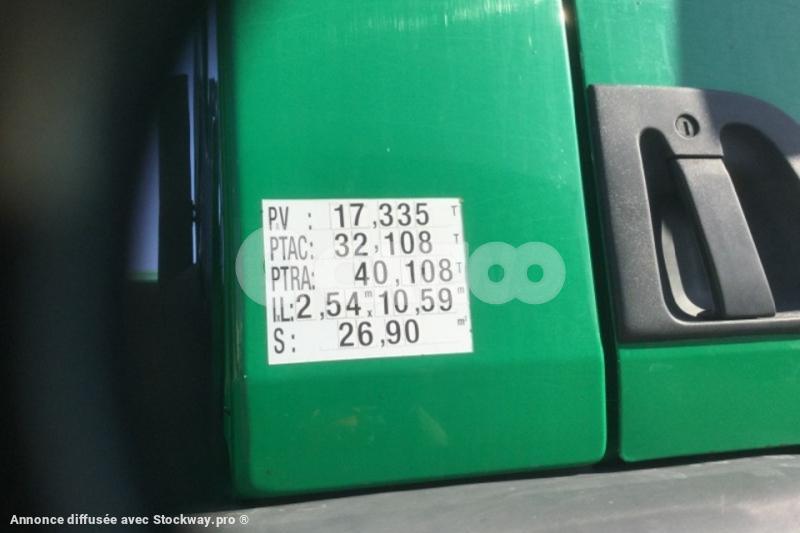 PV : 17,335 T
PTAC: 32,108 T
PTRA: 40,108 T
l.L: 2,54 m x 10,59 m
S : 26,90 m²
Annonce diffusée avec Stockway.pro ®